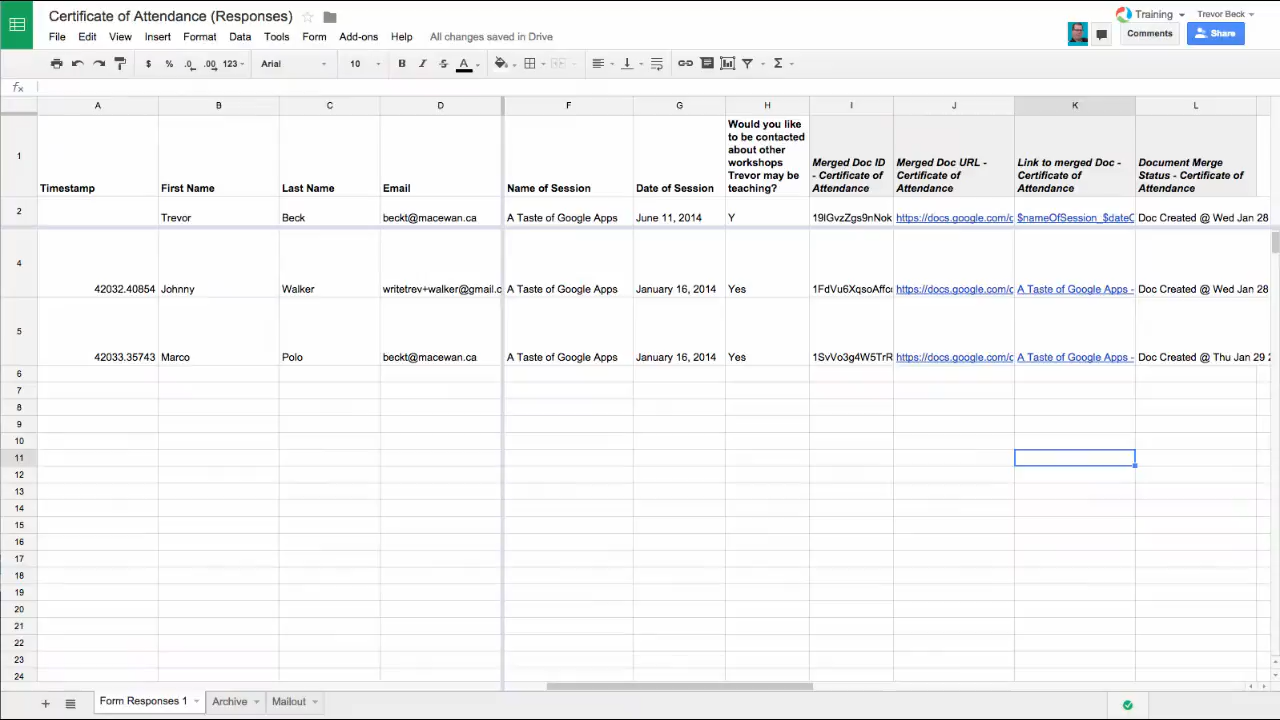 Certificate of Attendance (Responses)
Training
Trevor Beck
File Edit View Insert Format Data Tools Form Add-ons Help All changes saved in Drive
Comments
Share
$ % .0 .00 123 Arial 10 B I S A Σ
fx
A B C D F G H I J K L
1 Timestamp First Name Last Name Email Name of Session Date of Session
Would you like
to be contacted
about other
workshops
Trevor may be
teaching?
Merged Doc ID
- Certificate of
Attendance
Merged Doc URL -
Certificate of
Attendance
Link to merged Doc -
Certificate of
Attendance
Document Merge
Status - Certificate of
Attendance
2 Trevor Beck beckt@macewan.ca A Taste of Google Apps June 11, 2014 Y 19IGvzZgs9nNok https://docs.google.com/ $nameOfSession_$date Doc Created @ Wed Jan 28
4 42032.40854 Johnny Walker writetrev+walker@gmail.c A Taste of Google Apps January 16, 2014 Yes 1FdVu6XqsoAffc https://docs.google.com/ A Taste of Google Apps - Doc Created @ Wed Jan 28
5 42033.35743 Marco Polo beckt@macewan.ca A Taste of Google Apps January 16, 2014 Yes 1SvVo3g4W5TrR https://docs.google.com/ A Taste of Google Apps - Doc Created @ Thu Jan 29
6
7
8
9
10
11
12
13
14
15
16
17
18
19
20
21
22
23
24
Form Responses 1 Archive Mailout